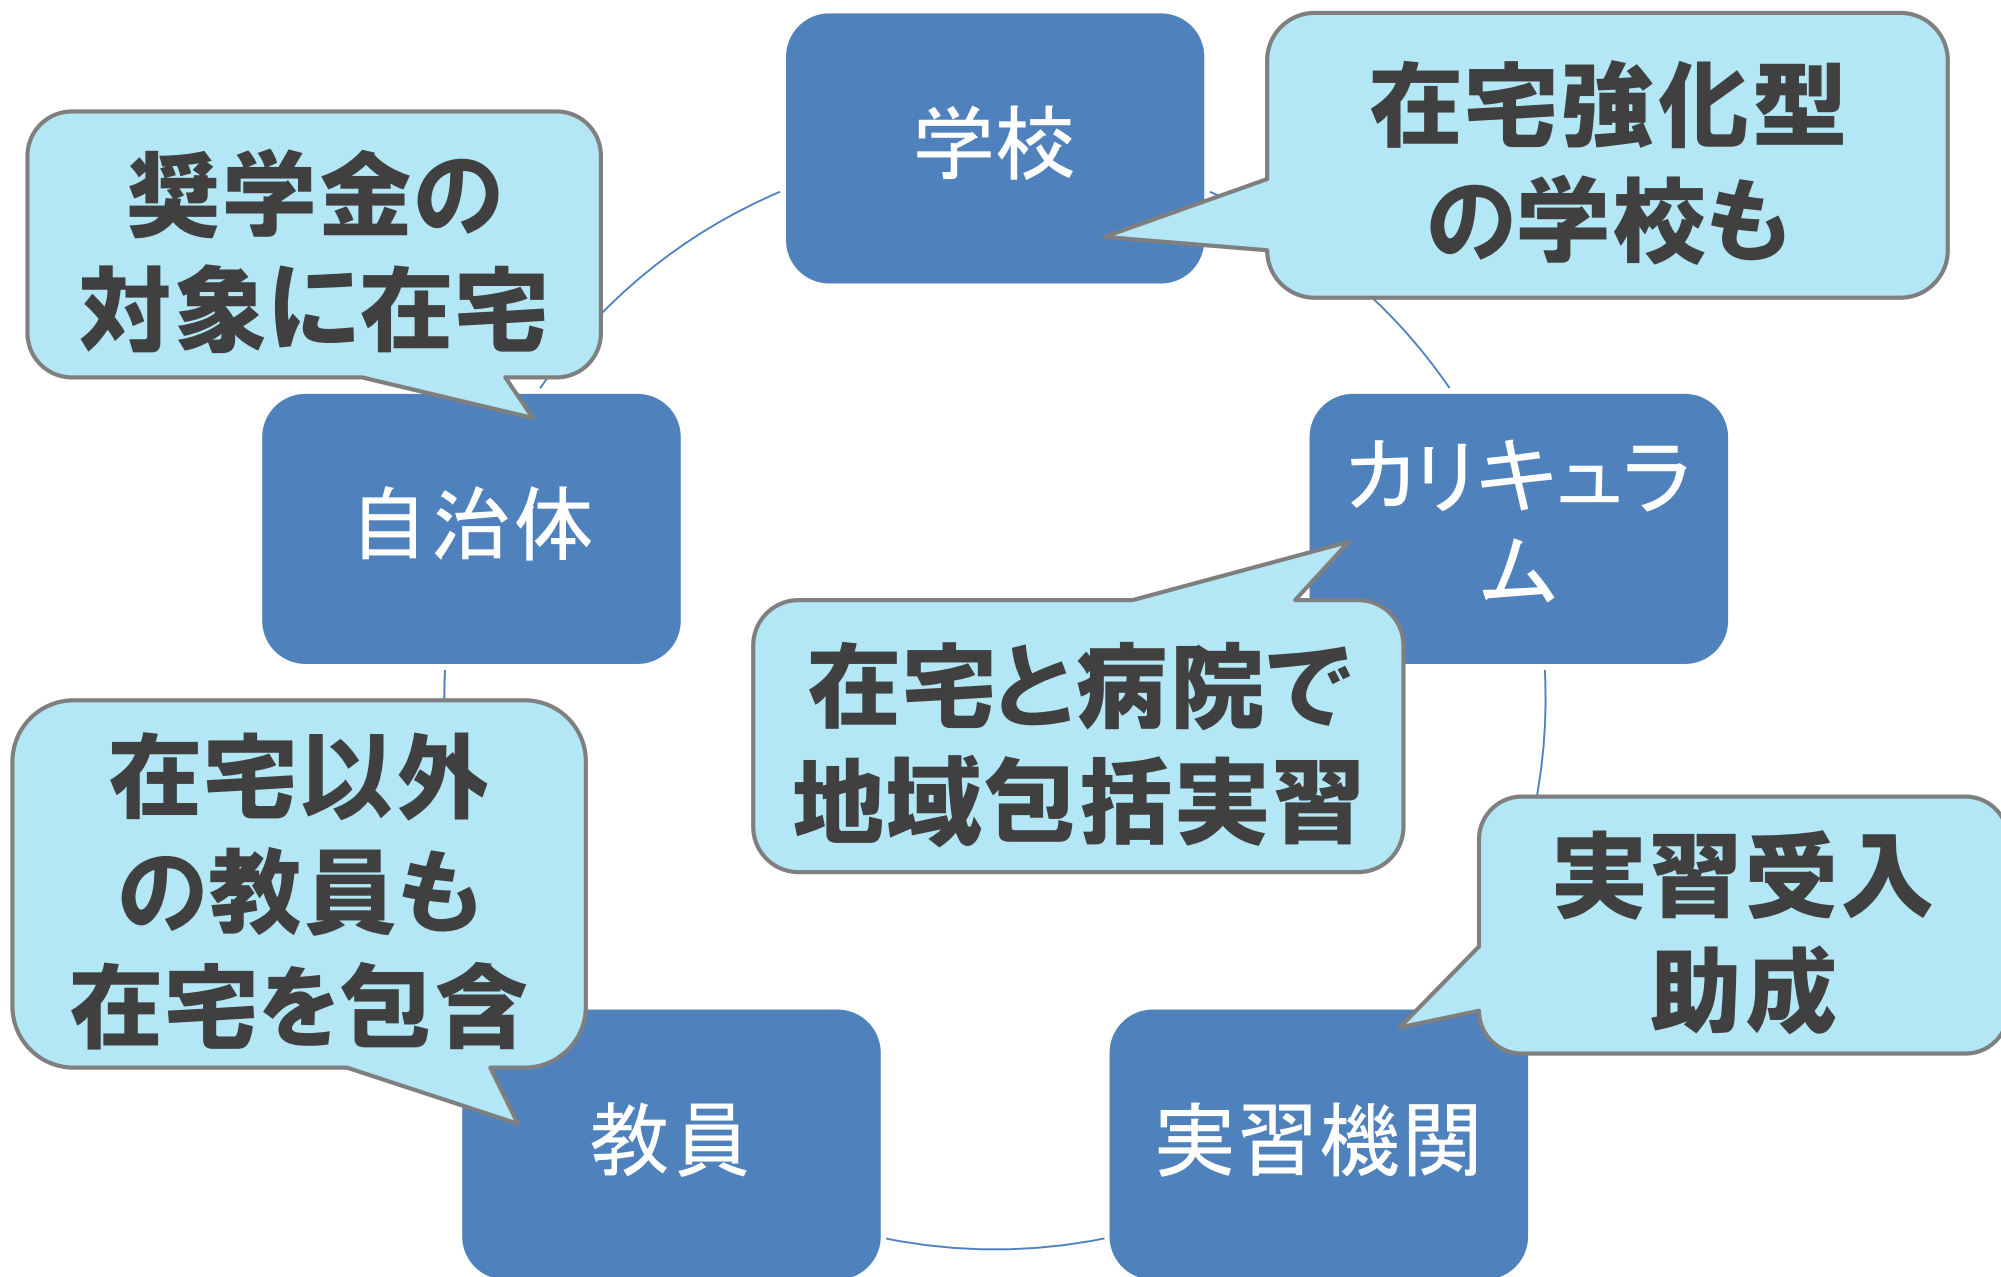 学校
在宅強化型
の学校も
奨学金の
対象に在宅
自治体
カリキュラ
ム
在宅と病院で
地域包括実習
在宅以外
の教員も
在宅を包含
実習受入
助成
教員
実習機関